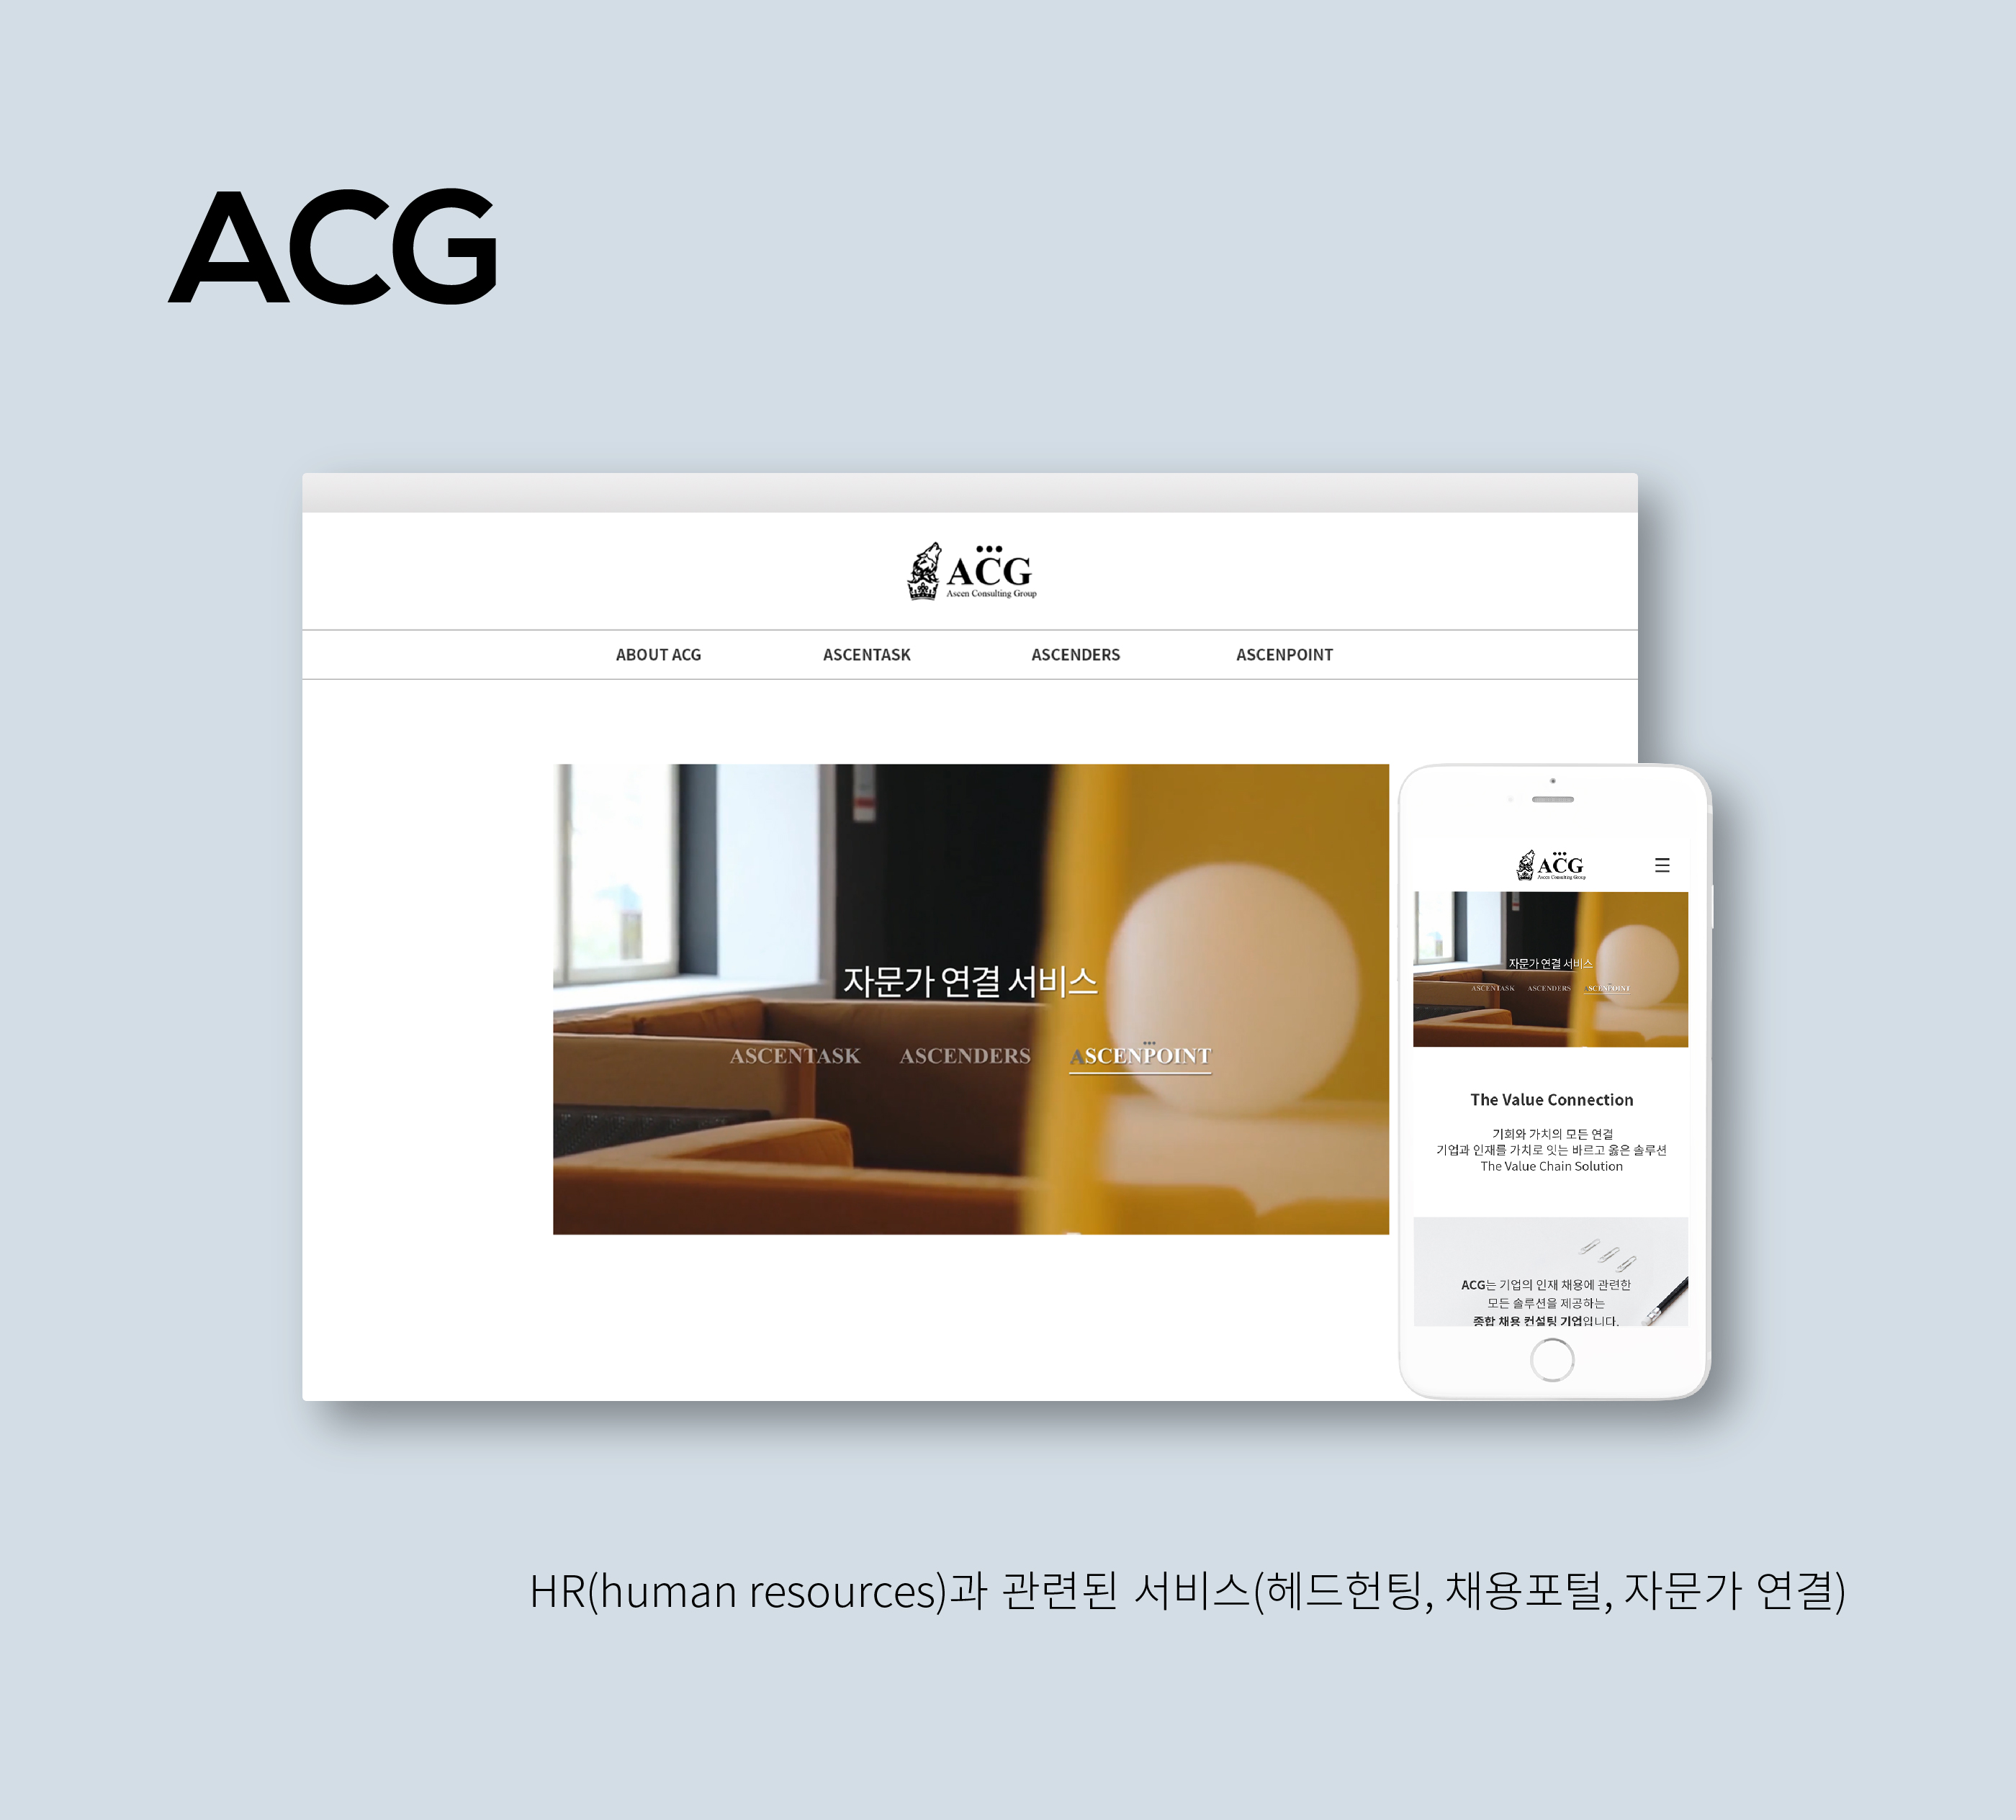 ACG
ACG
Ascen Consulting Group
ABOUT ACG ASCENTASK ASCENDERS ASCENPOINT
자문가 연결 서비스
ASCENTASK ASCENDERS ASCENPOINT
ACG
Ascen Consulting Group
자문가 연결 서비스
ASCENTASK ASCENDERS ASCENPOINT
The Value Connection
기회와 가치의 모든 연결
기업과 인재를 가치로 잇는 바르고 옳은 솔루션
The Value Chain Solution
ACG는 기업의 인재 채용에 관련한
모든 솔루션을 제공하는
종합 채용 컨설팅 기업입니다.
HR(human resources)과 관련된 서비스(헤드헌팅, 채용포털, 자문가 연결)